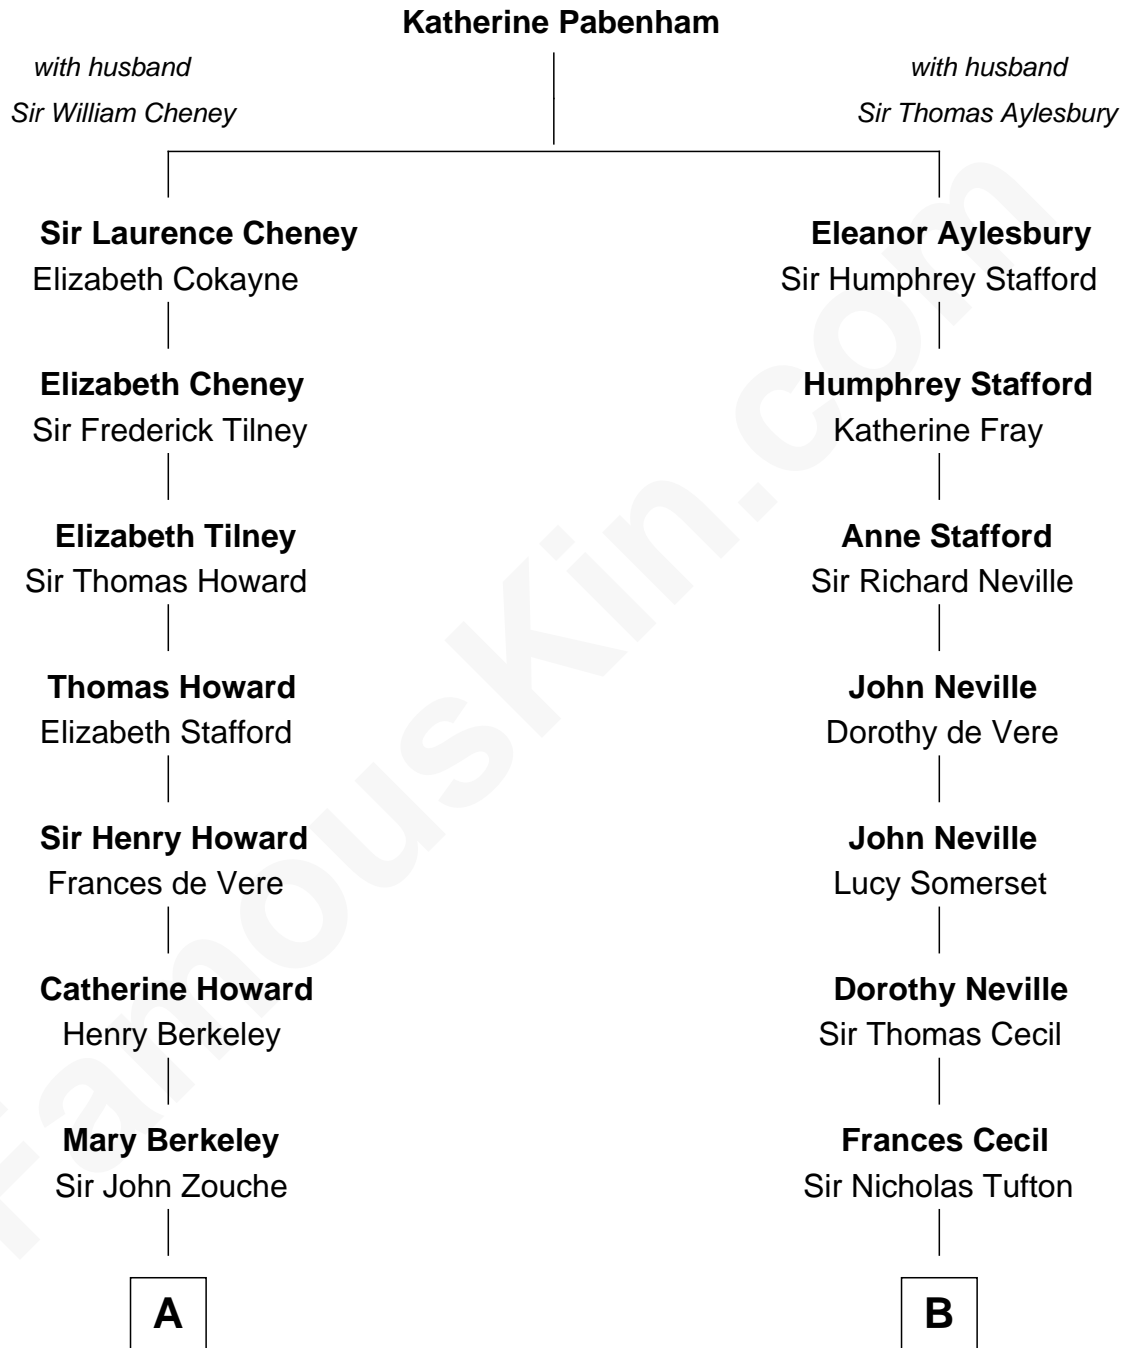 Katherine Pabenham
with husband
Sir William Cheney
with husband
Sir Thomas Aylesbury
Sir Laurence Cheney
Elizabeth Cokayne
Eleanor Aylesbury
Sir Humphrey Stafford
Elizabeth Cheney
Sir Frederick Tilney
Humphrey Stafford
Katherine Fray
Elizabeth Tilney
Sir Thomas Howard
Anne Stafford
Sir Richard Neville
Thomas Howard
Elizabeth Stafford
John Neville
Dorothy de Vere
Sir Henry Howard
Frances de Vere
John Neville
Lucy Somerset
Catherine Howard
Henry Berkeley
Dorothy Neville
Sir Thomas Cecil
Mary Berkeley
Sir John Zouche
Frances Cecil
Sir Nicholas Tufton
A
B
FamousKin.com